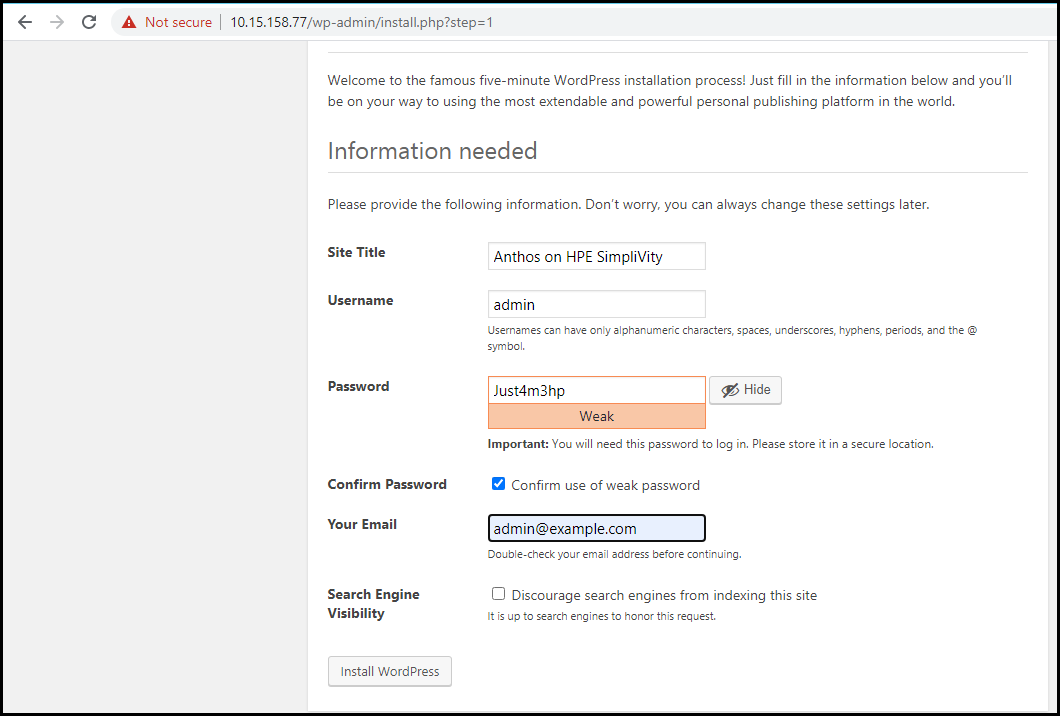 Not secure 10.15.158.77/wp-admin/install.php?step=1
Welcome to the famous five-minute WordPress installation process! Just fill in the information below and you’ll
be on your way to using the most extendable and powerful personal publishing platform in the world.
Information needed
Please provide the following information. Don’t worry, you can always change these settings later.
Site Title
Anthos on HPE SimpliVity
Username
admin
Usernames can have only alphanumeric characters, spaces, underscores, hyphens, periods, and the @
symbol.
Password
Just4m3hp
Hide
Weak
Important: You will need this password to log in. Please store it in a secure location.
Confirm Password
Confirm use of weak password
Your Email
admin@example.com
Double-check your email address before continuing.
Search Engine
Visibility
Discourage search engines from indexing this site
It is up to search engines to honor this request.
Install WordPress